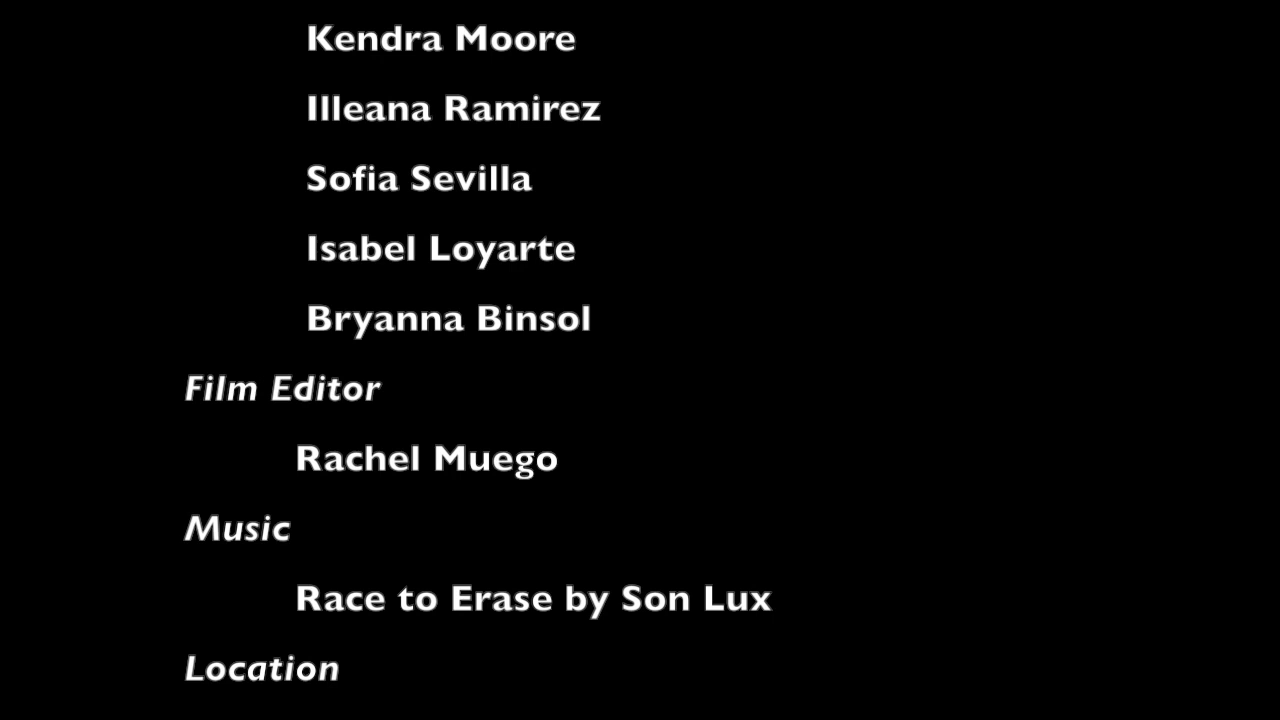 Kendra Moore
Illeana Ramirez
Sofia Sevilla
Isabel Loyarte
Bryanna Binsol
Film Editor
Rachel Muego
Music
Race to Erase by Son Lux
Location